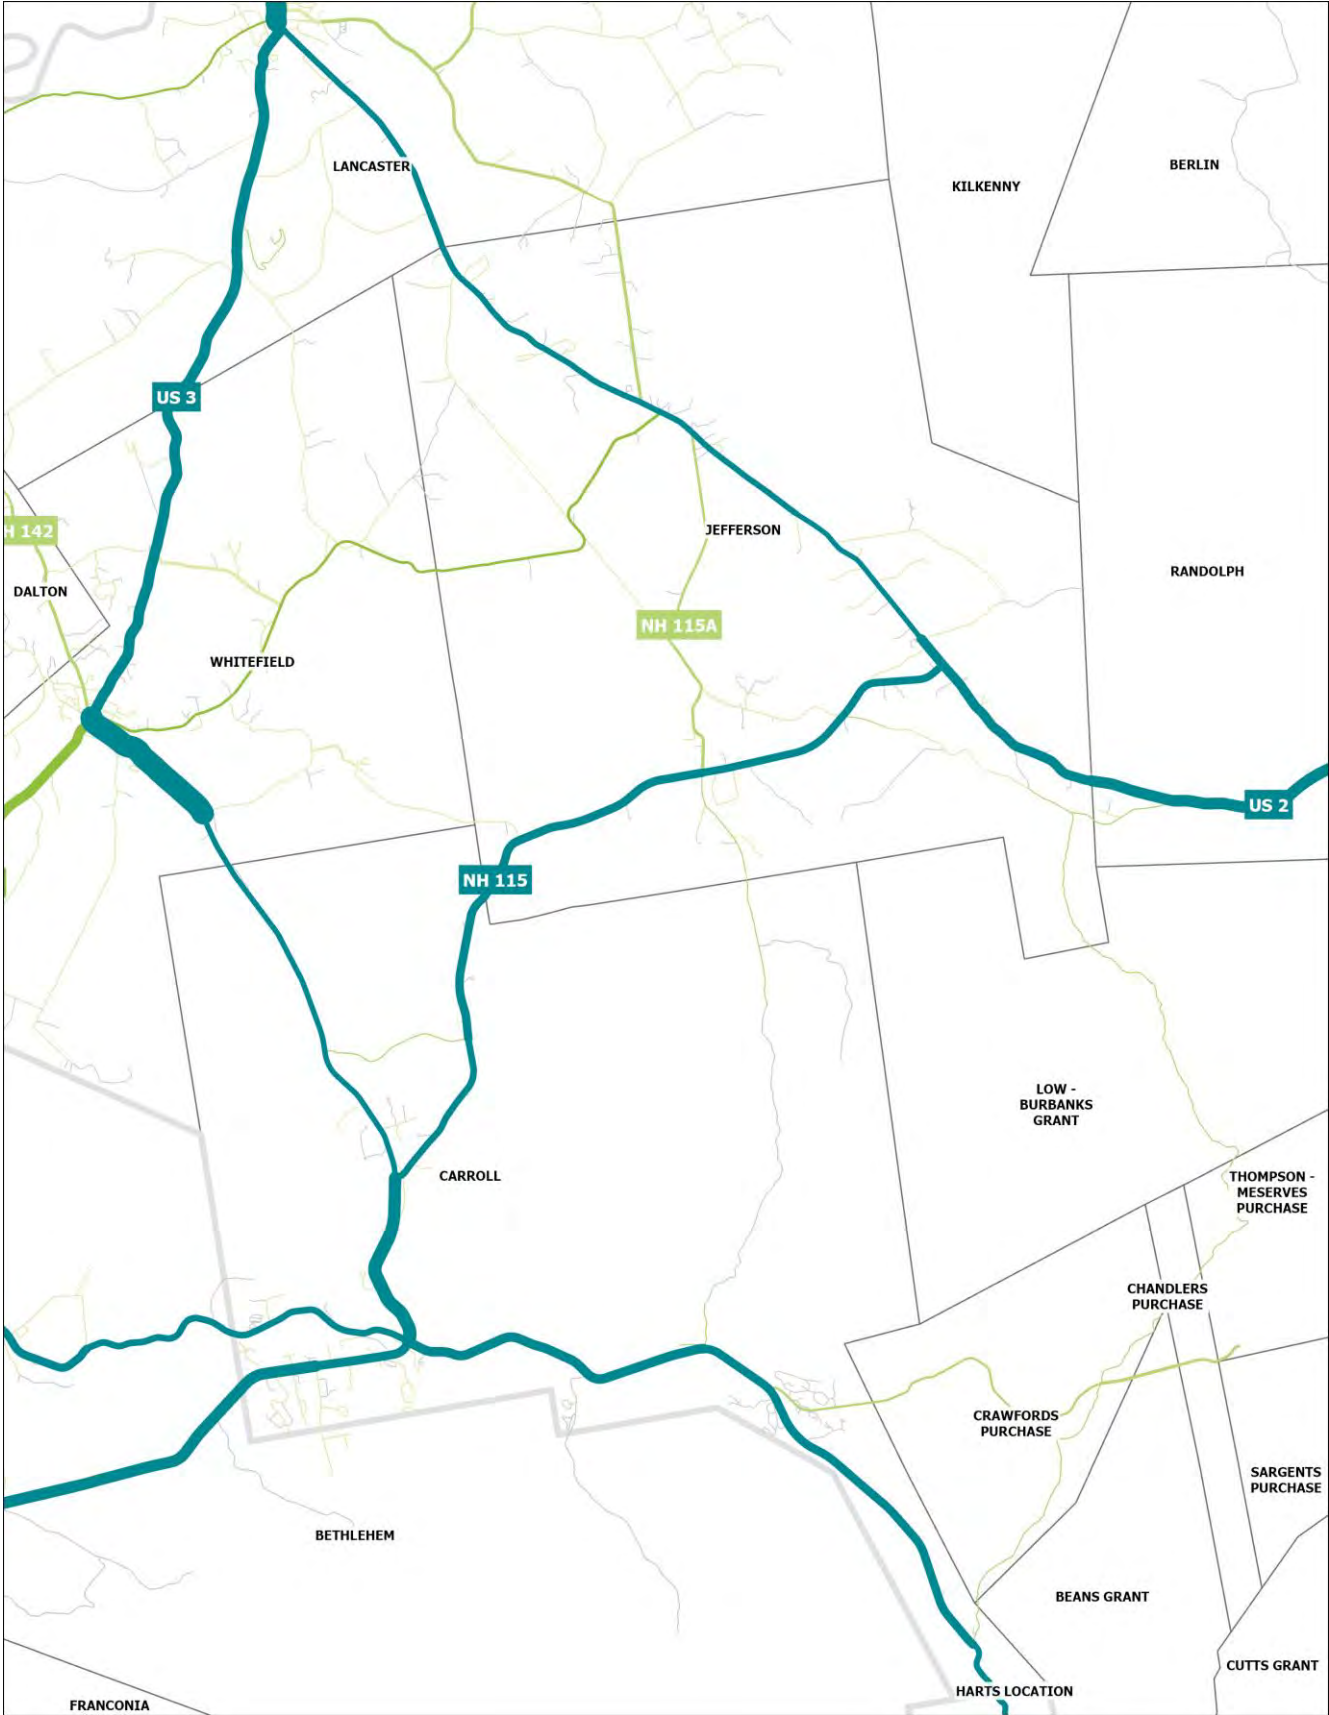 LANCASTER
BERLIN
KILKENNY
US 3
H 142
JEFFERSON
RANDOLPH
DALTON
NH 115A
WHITEFIELD
US 2
NH 115
LOW -
BURBANKS
GRANT
CARROLL
THOMPSON -
MESERVES
PURCHASE
CHANDLERS
PURCHASE
CRAWFORDS
PURCHASE
SARGENTS
PURCHASE
BETHLEHEM
BEANS GRANT
CUTTS GRANT
HARTS LOCATION
FRANCONIA